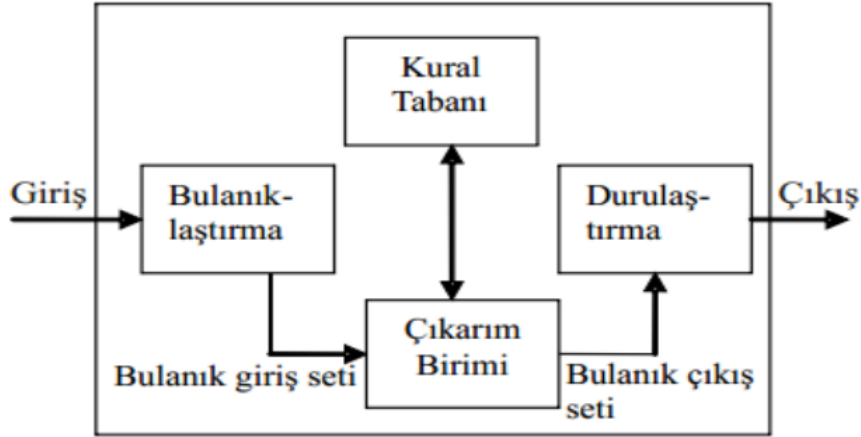 Kural
Tabanı
Giriş
Bulanık-
laştırma
Durulaş-
tırma
Çıkış
Çıkarım
Birimi
Bulanık giriş seti
Bulanık çıkış
seti